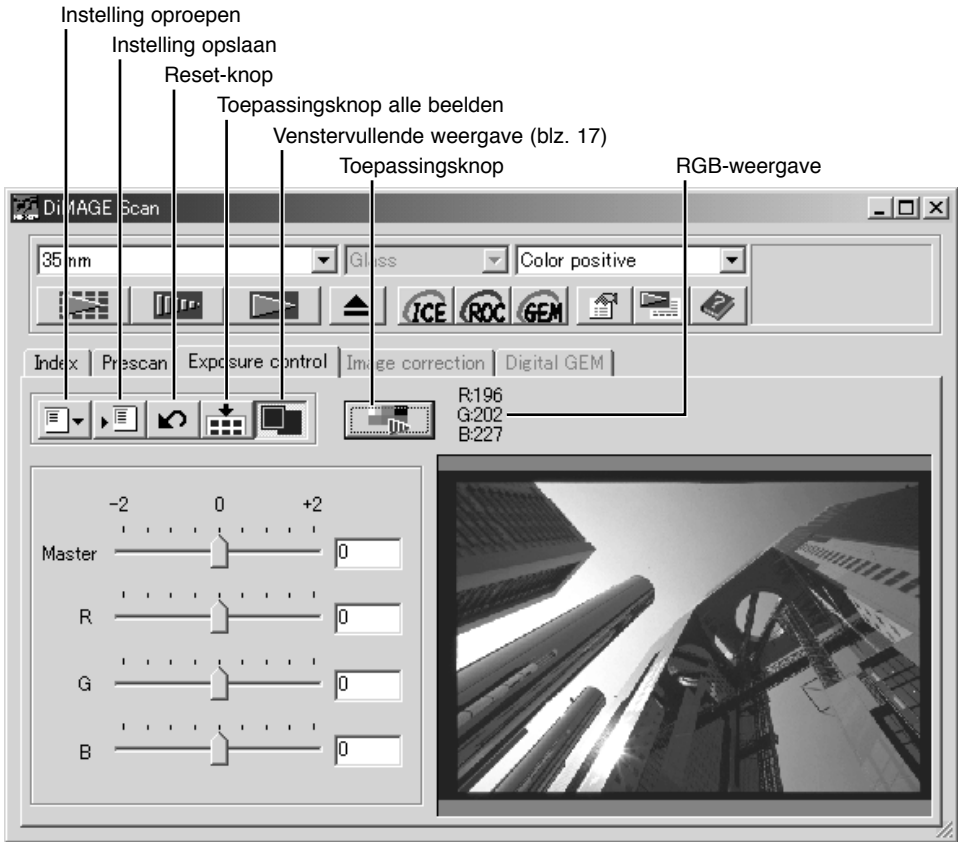 Instelling oproepen
Instelling opslaan
Reset-knop
Toepassingsknop alle beelden
Venstervullende weergave (blz. 17)
Toepassingsknop
RGB-weergave
DiMAGE Scan
35mm
Glass
Color positive
ICE
ROC
GEM
Index
Prescan
Exposure control
Image correction
Digital GEM
R:196
G:202
B:227
-2 0 +2
Master 0
R 0
G 0
B 0